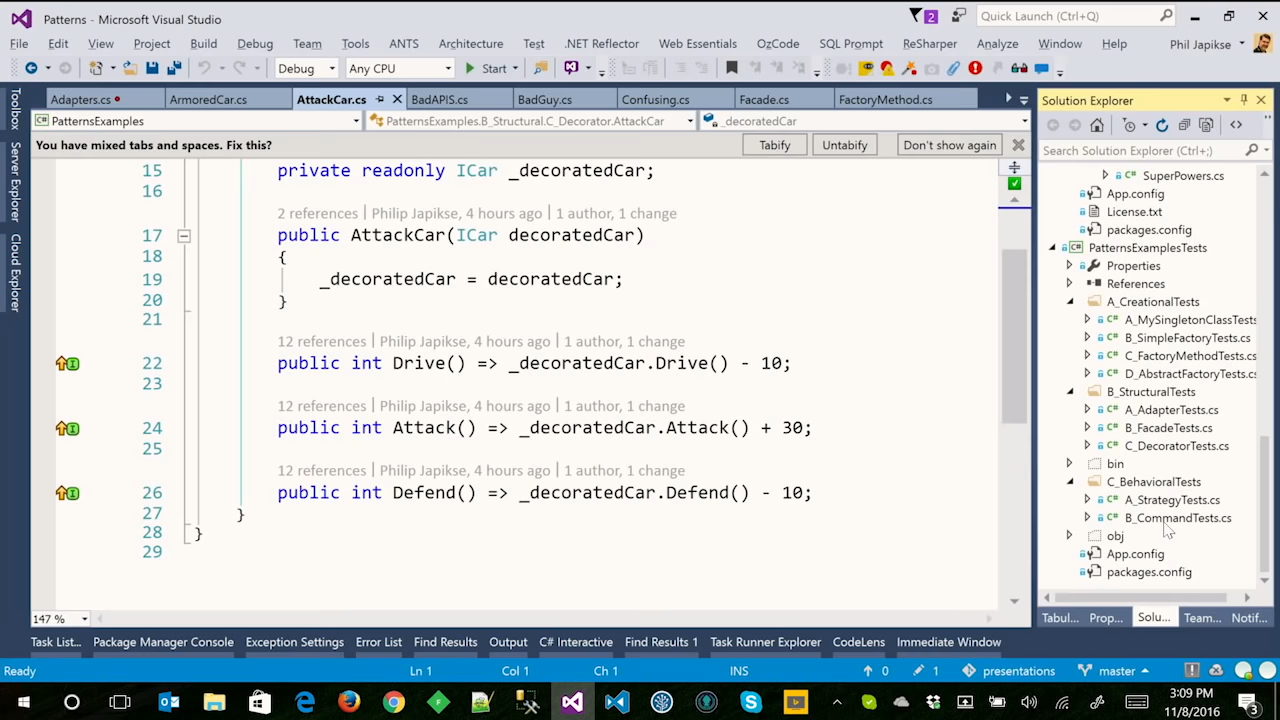 Patterns - Microsoft Visual Studio
2
Quick Launch (Ctrl+Q)
File Edit View Project Build Debug Team Tools ANTS Architecture Test .NET Reflector Web Essentials OzCode SQL Prompt ReSharper Analyze Window Help Phil Japikse
Debug Any CPU Start
Adapters.cs ArmoredCar.cs AttackCar.cs BadAPIS.cs BadGuy.cs Confusing.cs Facade.cs FactoryMethod.cs
PatternsExamples PatternsExamples.B_Structural.C_Decorator.AttackCar _decoratedCar
You have mixed tabs and spaces. Fix this? Tabify Untabify Don't show again
Toolbox
Server Explorer
Cloud Explorer
15 private readonly ICar _decoratedCar;
16
2 references | Philip Japikse, 4 hours ago | 1 author, 1 change
17 public AttackCar(ICar decoratedCar)
18 {
19 _decoratedCar = decoratedCar;
20 }
21
12 references | Philip Japikse, 4 hours ago | 1 author, 1 change
22 public int Drive() => _decoratedCar.Drive() - 10;
23
12 references | Philip Japikse, 4 hours ago | 1 author, 1 change
24 public int Attack() => _decoratedCar.Attack() + 30;
25
12 references | Philip Japikse, 4 hours ago | 1 author, 1 change
26 public int Defend() => _decoratedCar.Defend() - 10;
27 }
28 }
29
147 %
Solution Explorer
Search Solution Explorer (Ctrl+;)
C# SuperPowers.cs
App.config
License.txt
packages.config
C# PatternsExamplesTests
Properties
References
A_CreationalTests
C# A_MySingletonClassTests
C# B_SimpleFactoryTests.cs
C# C_FactoryMethodTests.cs
C# D_AbstractFactoryTests.cs
B_StructuralTests
C# A_AdapterTests.cs
C# B_FacadeTests.cs
C# C_DecoratorTests.cs
bin
C_BehavioralTests
C# A_StrategyTests.cs
C# B_CommandTests.cs
obj
App.config
packages.config
Tabul... Prop... Solu... Team... Notif...
Task List... Package Manager Console Exception Settings Error List Find Results Output C# Interactive Find Results 1 Task Runner Explorer CodeLens Immediate Window
Ready Ln 1 Col 1 Ch 1 INS 0 1 presentations master
3:09 PM
11/8/2016
3